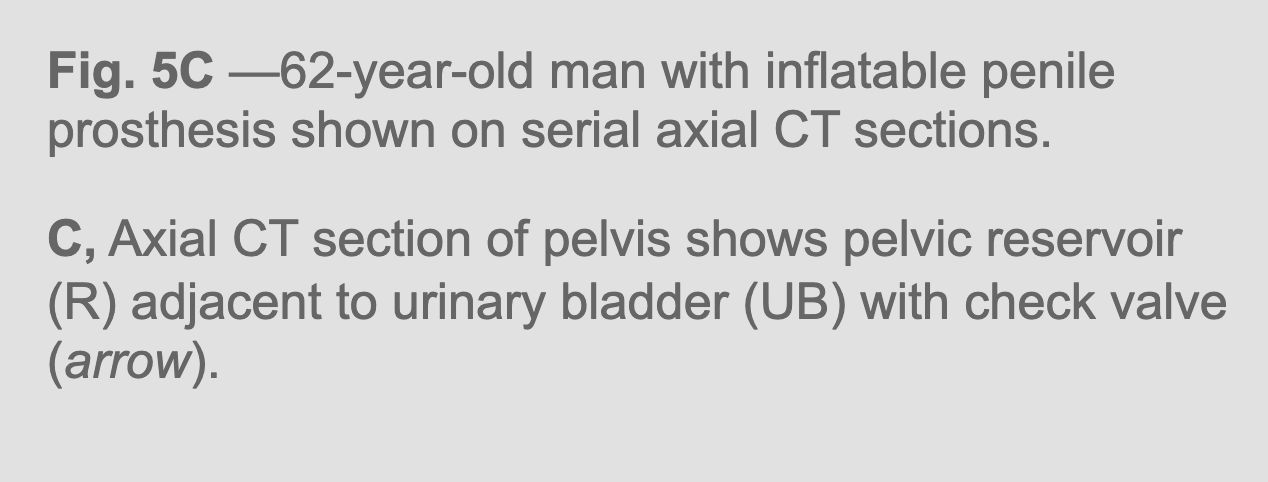 Fig. 5C —62-year-old man with inflatable penile
prosthesis shown on serial axial CT sections.
C, Axial CT section of pelvis shows pelvic reservoir
(R) adjacent to urinary bladder (UB) with check valve
(arrow).